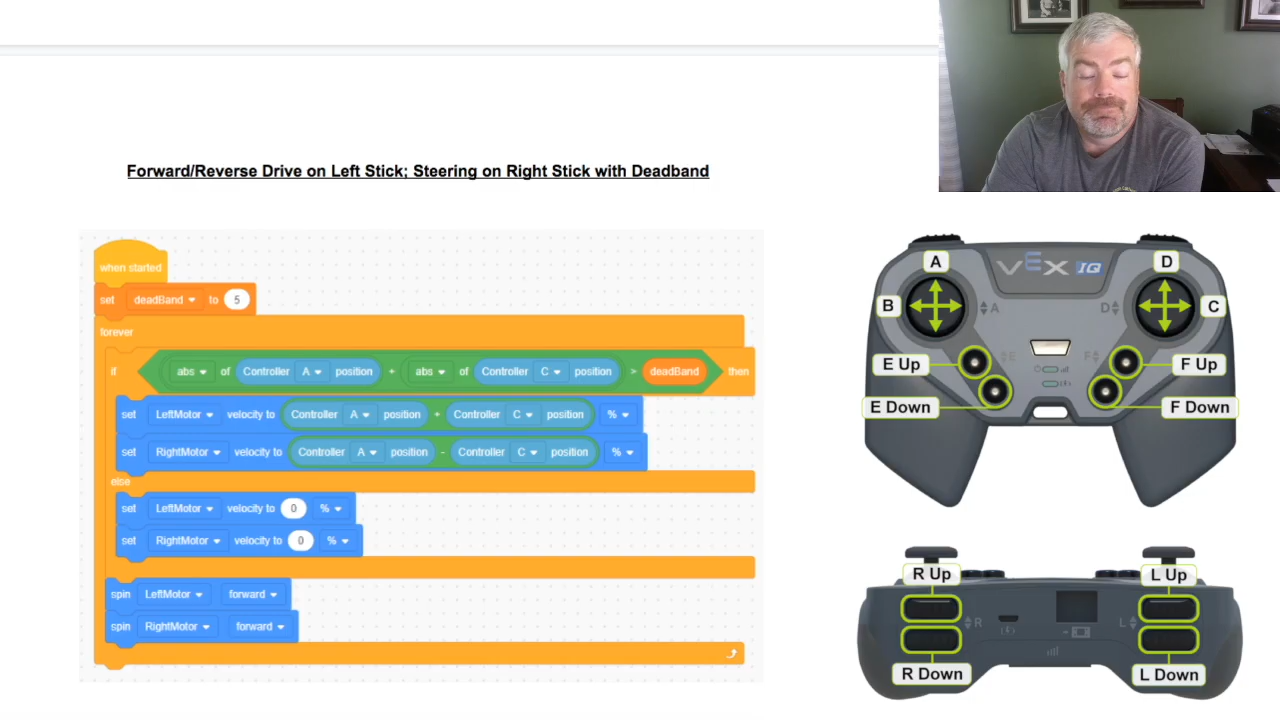 Forward/Reverse Drive on Left Stick; Steering on Right Stick with Deadband
when started
set deadBand to 5
forever
if abs of Controller A position + abs of Controller C position > deadBand then
set LeftMotor velocity to Controller A position + Controller C position %
set RightMotor velocity to Controller A position - Controller C position %
else
set LeftMotor velocity to 0 %
set RightMotor velocity to 0 %
spin LeftMotor forward
spin RightMotor forward
A D
VEX IQ
B A D C
E Up E F F Up
E Down F Down
R Up L Up
R L
R Down L Down